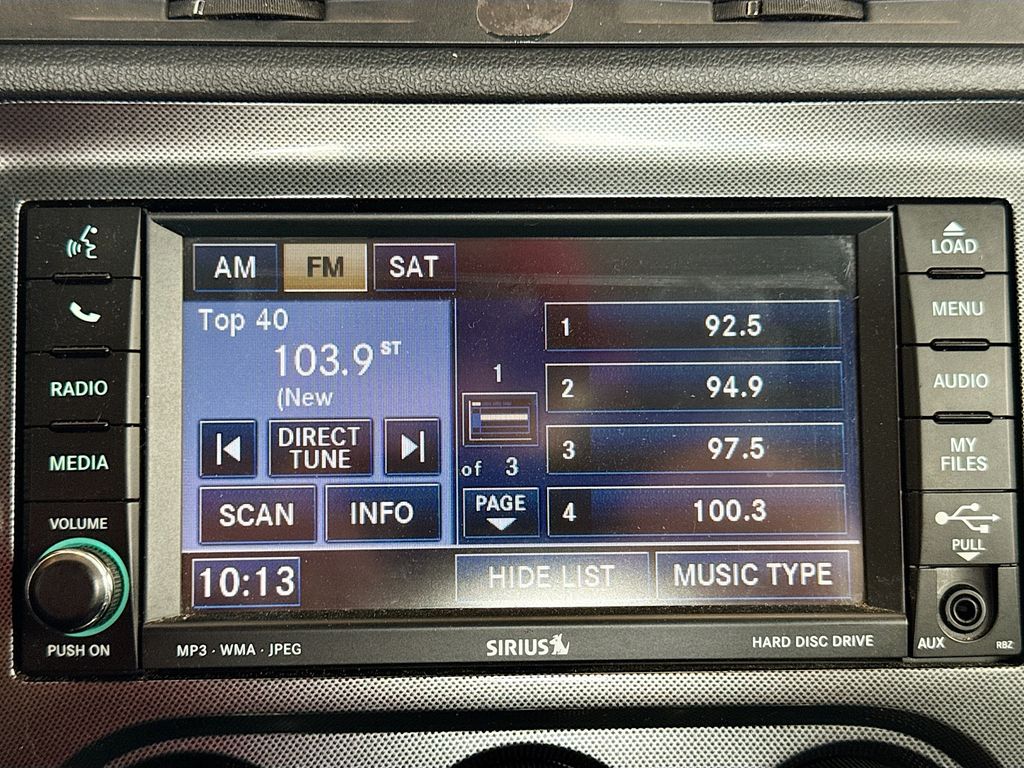 AM FM SAT
Top 40
103.9 ST
(New
DIRECT
TUNE
SCAN INFO
10:13
1
of 3
PAGE
1 92.5
2 94.9
3 97.5
4 100.3
HIDE LIST MUSIC TYPE
RADIO
MEDIA
VOLUME
PUSH ON
LOAD
MENU
AUDIO
MY
FILES
PULL
AUX
RBZ
MP3 · WMA · JPEG
SIRIUS
HARD DISC DRIVE